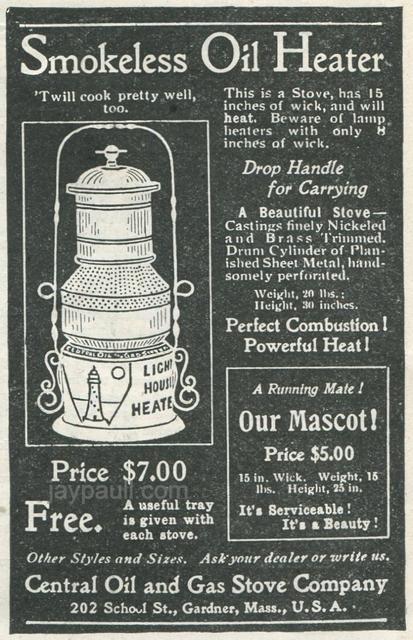 Smokeless Oil Heater
'Twill cook pretty well,
too.
This is a Stove, has 15
inches of wick, and will
heat. Beware of lamp
heaters with only 8
inches of wick.
Drop Handle
for Carrying
A Beautiful Stove—
Castings finely Nickeled
and Brass Trimmed.
Drum Cylinder of Plan-
ished Sheet Metal, hand-
somely perforated.
Weight, 20 lbs.;
Height, 30 inches.
Perfect Combustion!
Powerful Heat!
CENTRAL OIL AND GAS STOVE
LIGHT
HOUSE
HEATE
Price $7.00
jaypaull.com
Free.
A useful tray
is given with
each stove.
A Running Mate!
Our Mascot!
Price $5.00
15 in. Wick. Weight, 15
lbs. Height, 25 in.
It's Serviceable!
It's a Beauty!
Other Styles and Sizes. Ask your dealer or write us.
Central Oil and Gas Stove Company
202 School St., Gardner, Mass., U.S.A.